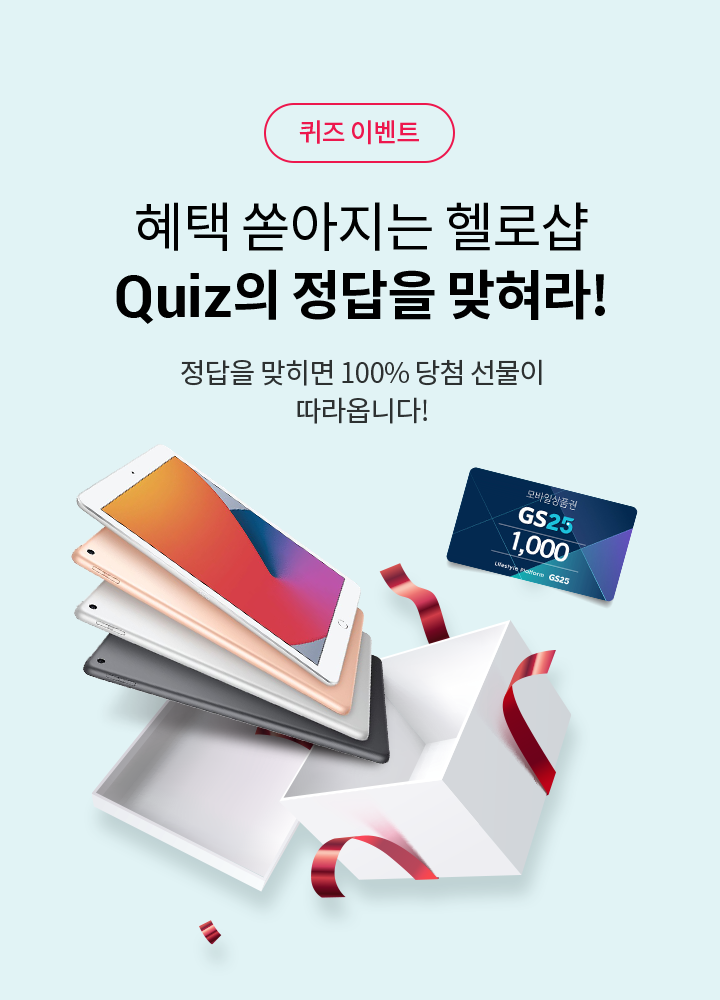 퀴즈 이벤트
혜택 쏟아지는 헬로샵
Quiz의 정답을 맞혀라!
정답을 맞히면 100% 당첨 선물이
따라옵니다!
모바일상품권
GS25
1,000
Lifestyle Platform GS25